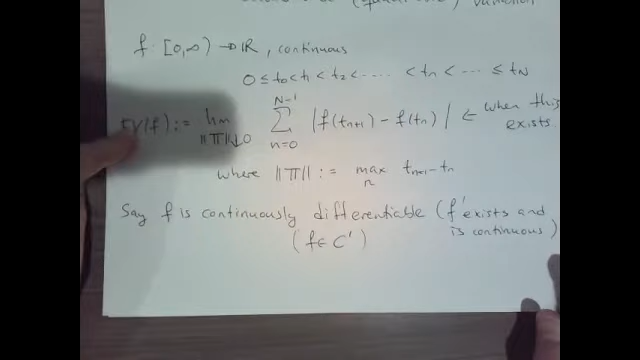 variation
f: [0,∞) → ℝ, continuous
0 ≤ t₀ < t₁ < t₂ < ..... < tₙ < ... ≤ t_N
TV(f) := lim_{||Π||↓0} Σ_{n=0}^{N-1} |f(tₙ₊₁) - f(tₙ)| ← when this exists
where ||Π|| := max_n tₙ₊₁ - tₙ
Say f is continuously differentiable (f' exists and is continuous)
(f ∈ C')